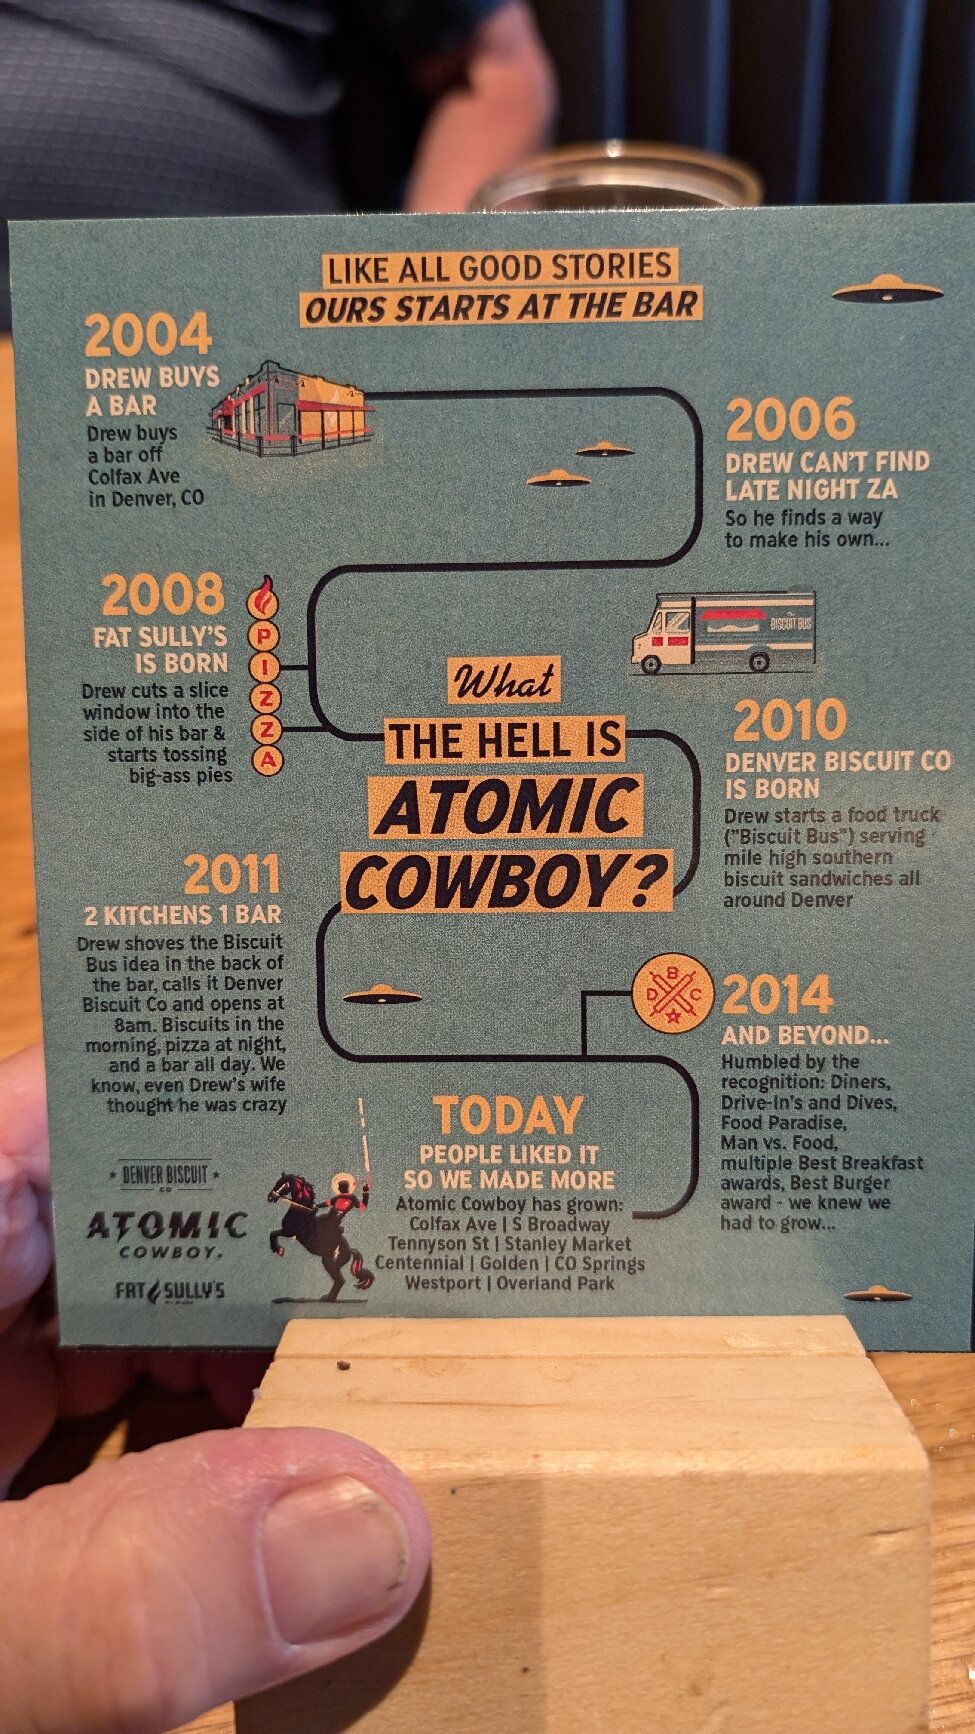 LIKE ALL GOOD STORIES
OURS STARTS AT THE BAR
2004
DREW BUYS
A BAR
Drew buys
a bar off
Colfax Ave
in Denver, CO
2006
DREW CAN'T FIND
LATE NIGHT ZA
So he finds a way
to make his own...
2008
FAT SULLY'S
IS BORN
Drew cuts a slice
window into the
side of his bar &
starts tossing
big-ass pies
P
I
Z
Z
A
The
BISCUIT BUS
What
THE HELL IS
ATOMIC
COWBOY?
2010
DENVER BISCUIT CO
IS BORN
Drew starts a food truck
("Biscuit Bus") serving
mile high southern
biscuit sandwiches all
around Denver
2011
2 KITCHENS 1 BAR
Drew shoves the Biscuit
Bus idea in the back of
the bar, calls it Denver
Biscuit Co and opens at
8am. Biscuits in the
morning, pizza at night,
and a bar all day. We
know, even Drew's wife
thought he was crazy
B
D C
2014
AND BEYOND...
Humbled by the
recognition: Diners,
Drive-In's and Dives,
Food Paradise,
Man vs. Food,
multiple Best Breakfast
awards, Best Burger
award - we knew we
had to grow...
TODAY
PEOPLE LIKED IT
SO WE MADE MORE
Atomic Cowboy has grown:
Colfax Ave | S Broadway
Tennyson St | Stanley Market
Centennial | Golden | CO Springs
Westport | Overland Park
DENVER BISCUIT
CO
ATOMIC
COWBOY.
FAT SULLY'S